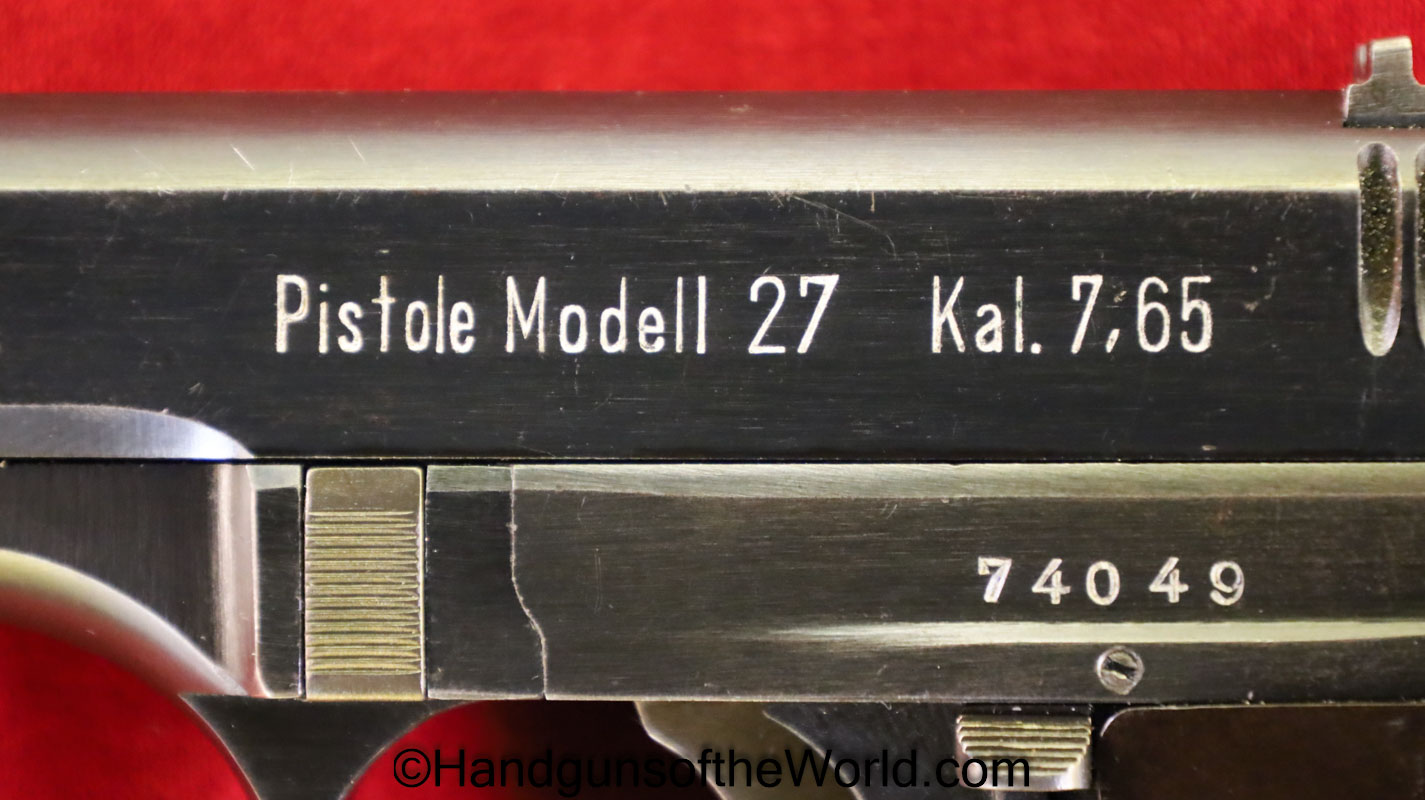 Pistole Modell 27 Kal. 7,65
74049
©HandgunsoftheWorld.com